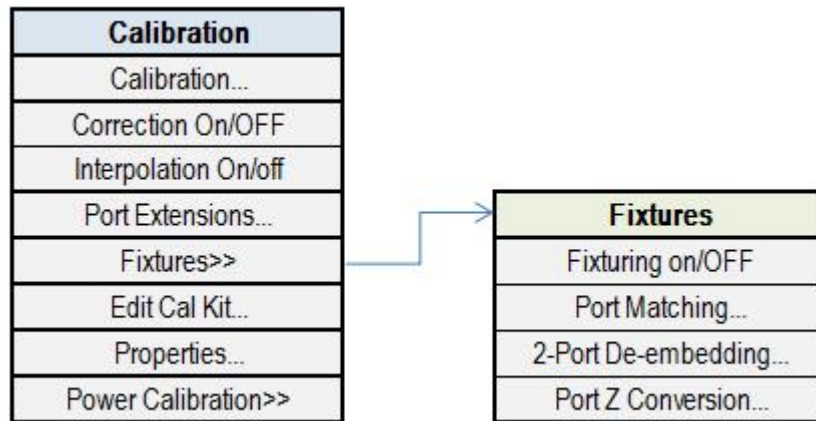 Calibration
Calibration...
Correction On/OFF
Interpolation On/off
Port Extensions...
Fixtures>>
Edit Cal Kit...
Properties...
Power Calibration>>
Fixtures
Fixturing on/OFF
Port Matching...
2-Port De-embedding...
Port Z Conversion...